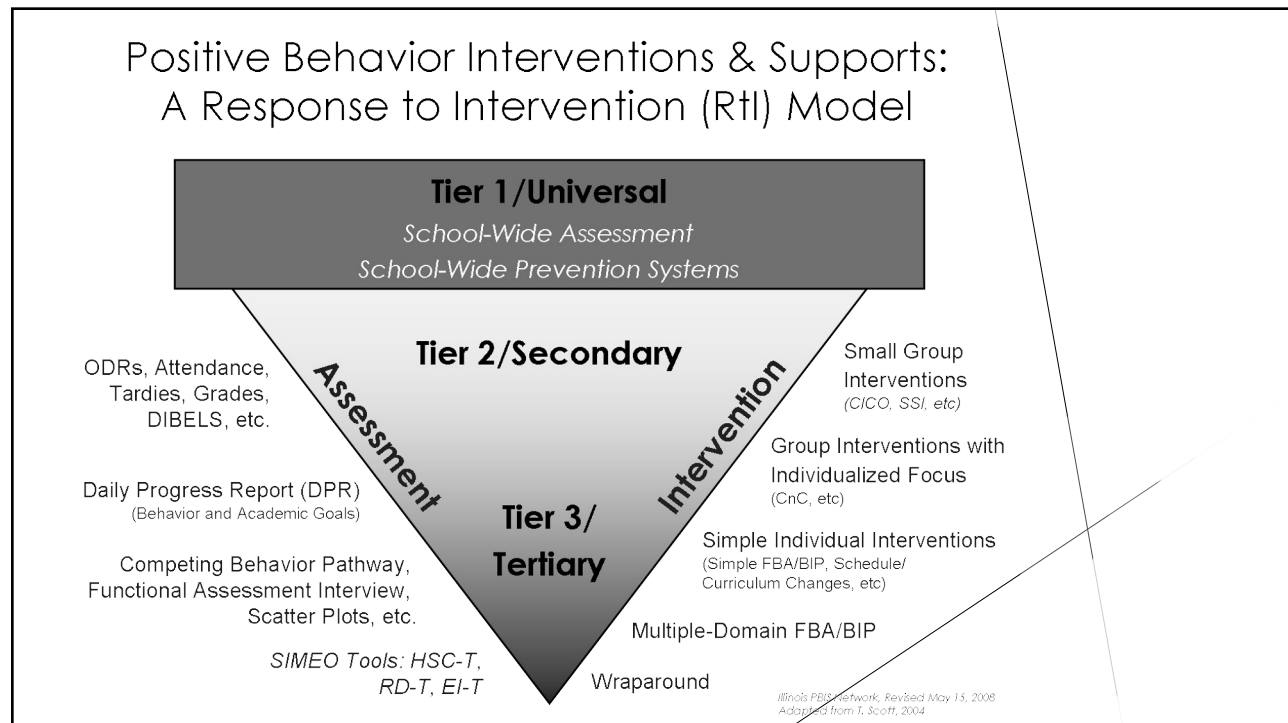 Positive Behavior Interventions & Supports:
A Response to Intervention (RtI) Model
Tier 1/Universal
School-Wide Assessment
School-Wide Prevention Systems
Tier 2/Secondary
Assessment
Intervention
Tier 3/
Tertiary
ODRs, Attendance,
Tardies, Grades,
DIBELS, etc.
Daily Progress Report (DPR)
(Behavior and Academic Goals)
Competing Behavior Pathway,
Functional Assessment Interview,
Scatter Plots, etc.
SIMEO Tools: HSC-T,
RD-T, EI-T
Small Group
Interventions
(CICO, SSI, etc)
Group Interventions with
Individualized Focus
(CnC, etc)
Simple Individual Interventions
(Simple FBA/BIP, Schedule/
Curriculum Changes, etc)
Multiple-Domain FBA/BIP
Wraparound
Illinois PBIS Network, Revised May 15, 2008
Adapted from T. Scott, 2004